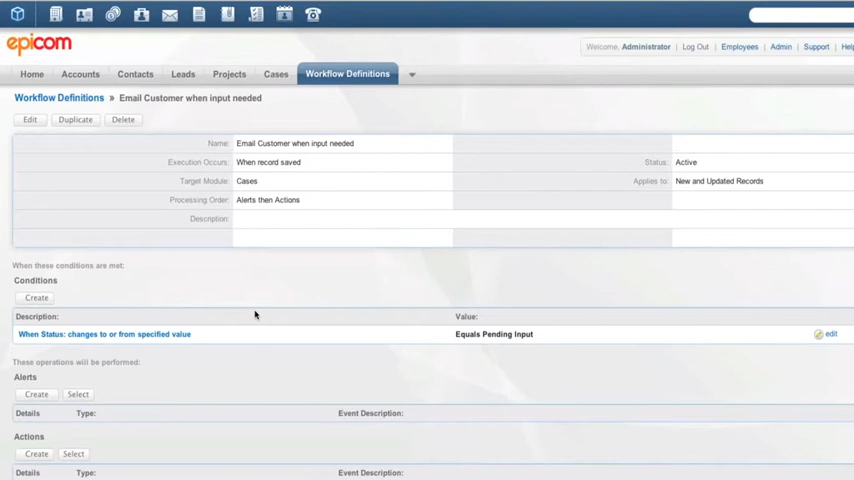 epicom
Welcome, Administrator | Log Out | Employees | Admin | Support | Help
Home Accounts Contacts Leads Projects Cases Workflow Definitions
Workflow Definitions » Email Customer when input needed
Edit Duplicate Delete
Name: Email Customer when input needed
Execution Occurs: When record saved Status: Active
Target Module: Cases Applies to: New and Updated Records
Processing Order: Alerts then Actions
Description:
When these conditions are met:
Conditions
Create
Description: Value:
When Status: changes to or from specified value Equals Pending Input edit
These operations will be performed:
Alerts
Create Select
Details Type: Event Description:
Actions
Create Select
Details Type: Event Description: